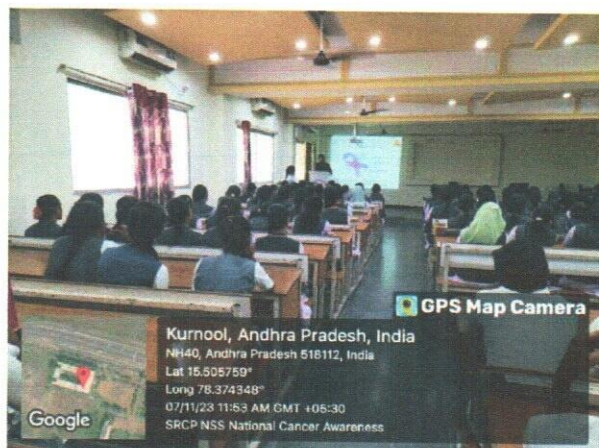 GPS Map Camera
Kurnool, Andhra Pradesh, India
NH40, Andhra Pradesh 518112, India
Lat 15.505759°
Long 78.374348°
07/11/23 11:53 AM GMT +05:30
SRCP NSS National Cancer Awareness
Google